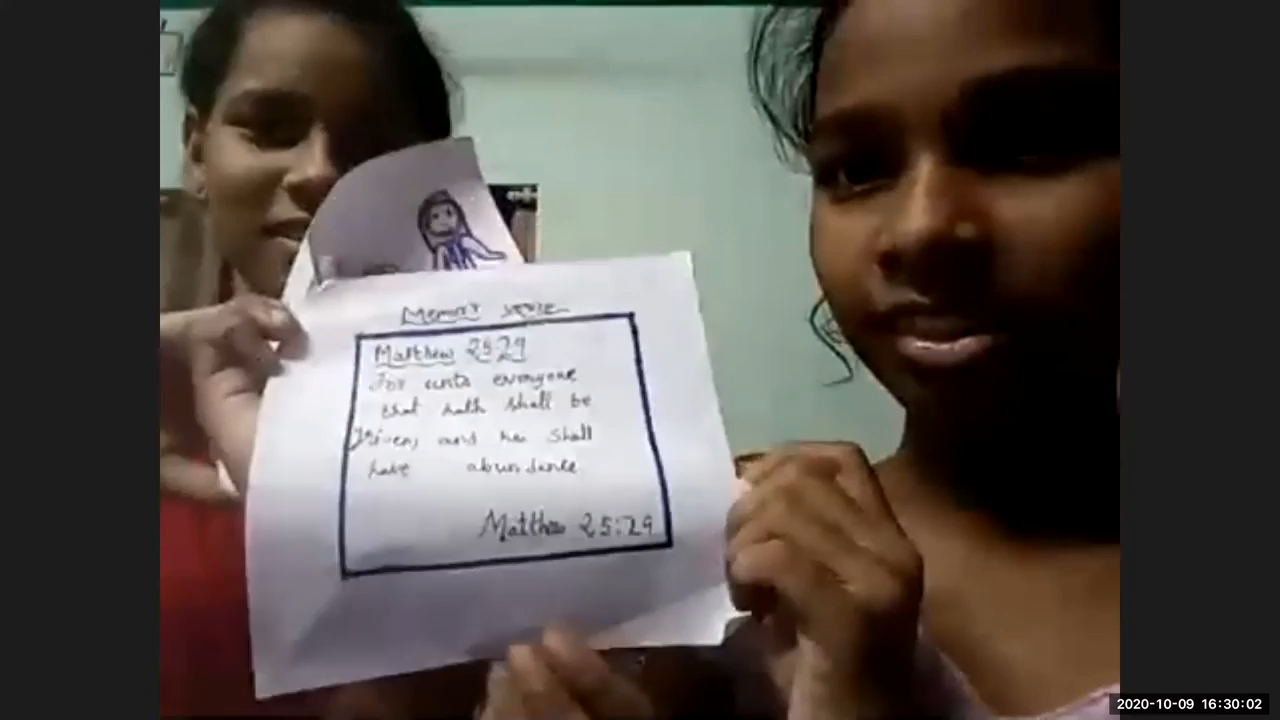 Memory verse
Matthew 25:29
For unto everyone
that hath shall be
given, and he shall
have abundance
Matthew 25:29
2020-10-09 16:30:02